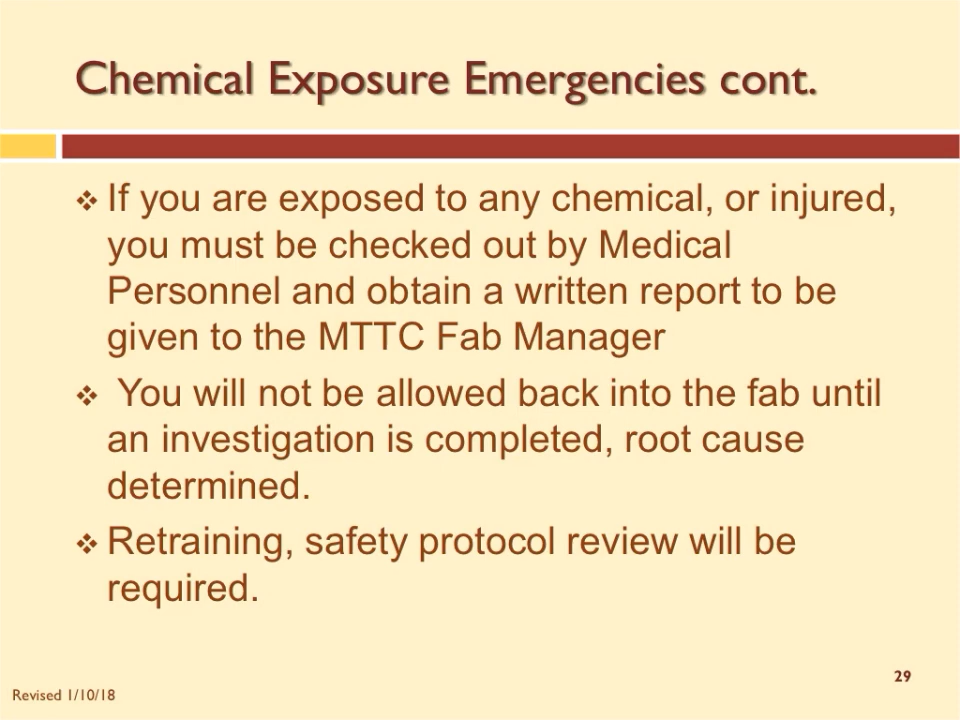 Chemical Exposure Emergencies cont.
❖ If you are exposed to any chemical, or injured,
you must be checked out by Medical
Personnel and obtain a written report to be
given to the MTTC Fab Manager
❖ You will not be allowed back into the fab until
an investigation is completed, root cause
determined.
❖ Retraining, safety protocol review will be
required.
29
Revised 1/10/18